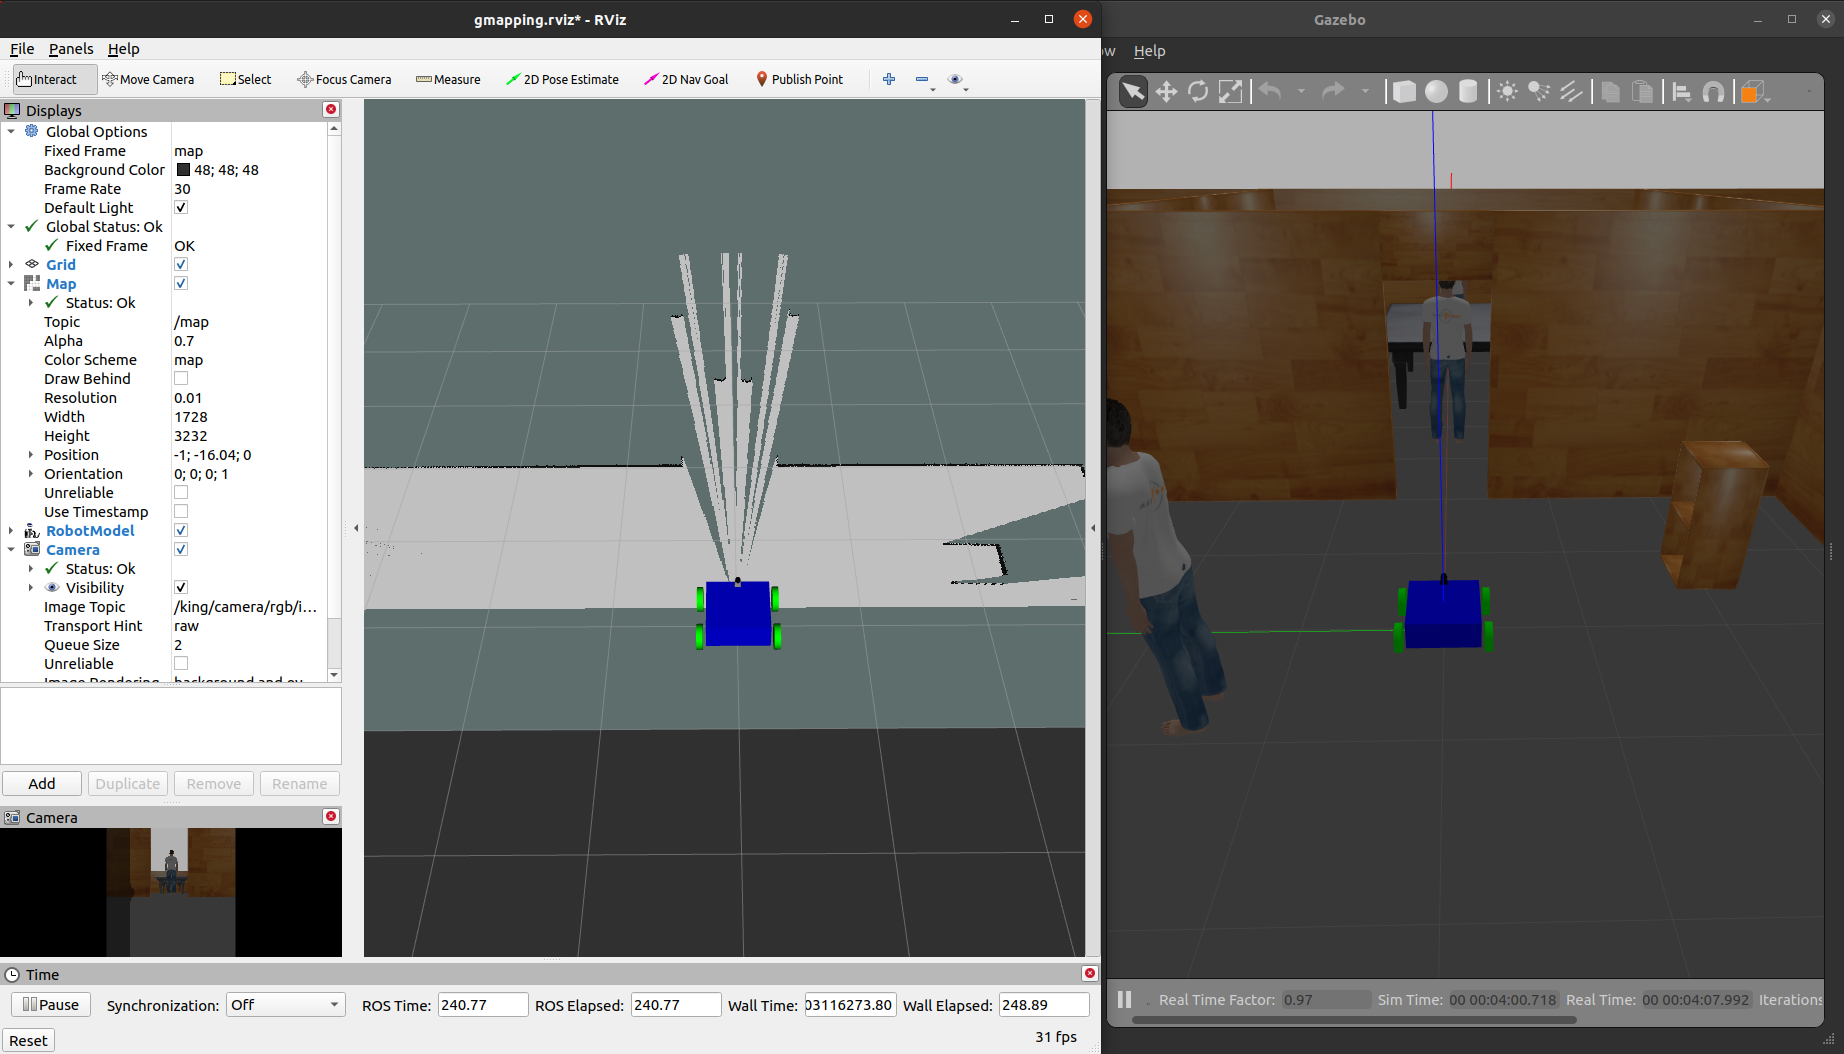 gmapping.rviz* - RViz
File Panels Help
Interact Move Camera Select Focus Camera Measure 2D Pose Estimate 2D Nav Goal Publish Point
Displays
Global Options
Fixed Frame map
Background Color 48; 48; 48
Frame Rate 30
Default Light
Global Status: Ok
Fixed Frame OK
Grid
Map
Status: Ok
Topic /map
Alpha 0.7
Color Scheme map
Draw Behind
Resolution 0.01
Width 1728
Height 3232
Position -1; -16.04; 0
Orientation 0; 0; 0; 1
Unreliable
Use Timestamp
RobotModel
Camera
Status: Ok
Visibility
Image Topic /king/camera/rgb/i...
Transport Hint raw
Queue Size 2
Unreliable
Image Rendering background and ov
Add Duplicate Remove Rename
Camera
Time
Pause Synchronization: Off ROS Time: 240.77 ROS Elapsed: 240.77 Wall Time: 03116273.80 Wall Elapsed: 248.89
Reset 31 fps
Gazebo
ow Help
Real Time Factor: 0.97 Sim Time: 00 00:04:00.718 Real Time: 00 00:04:07.992 Iterations